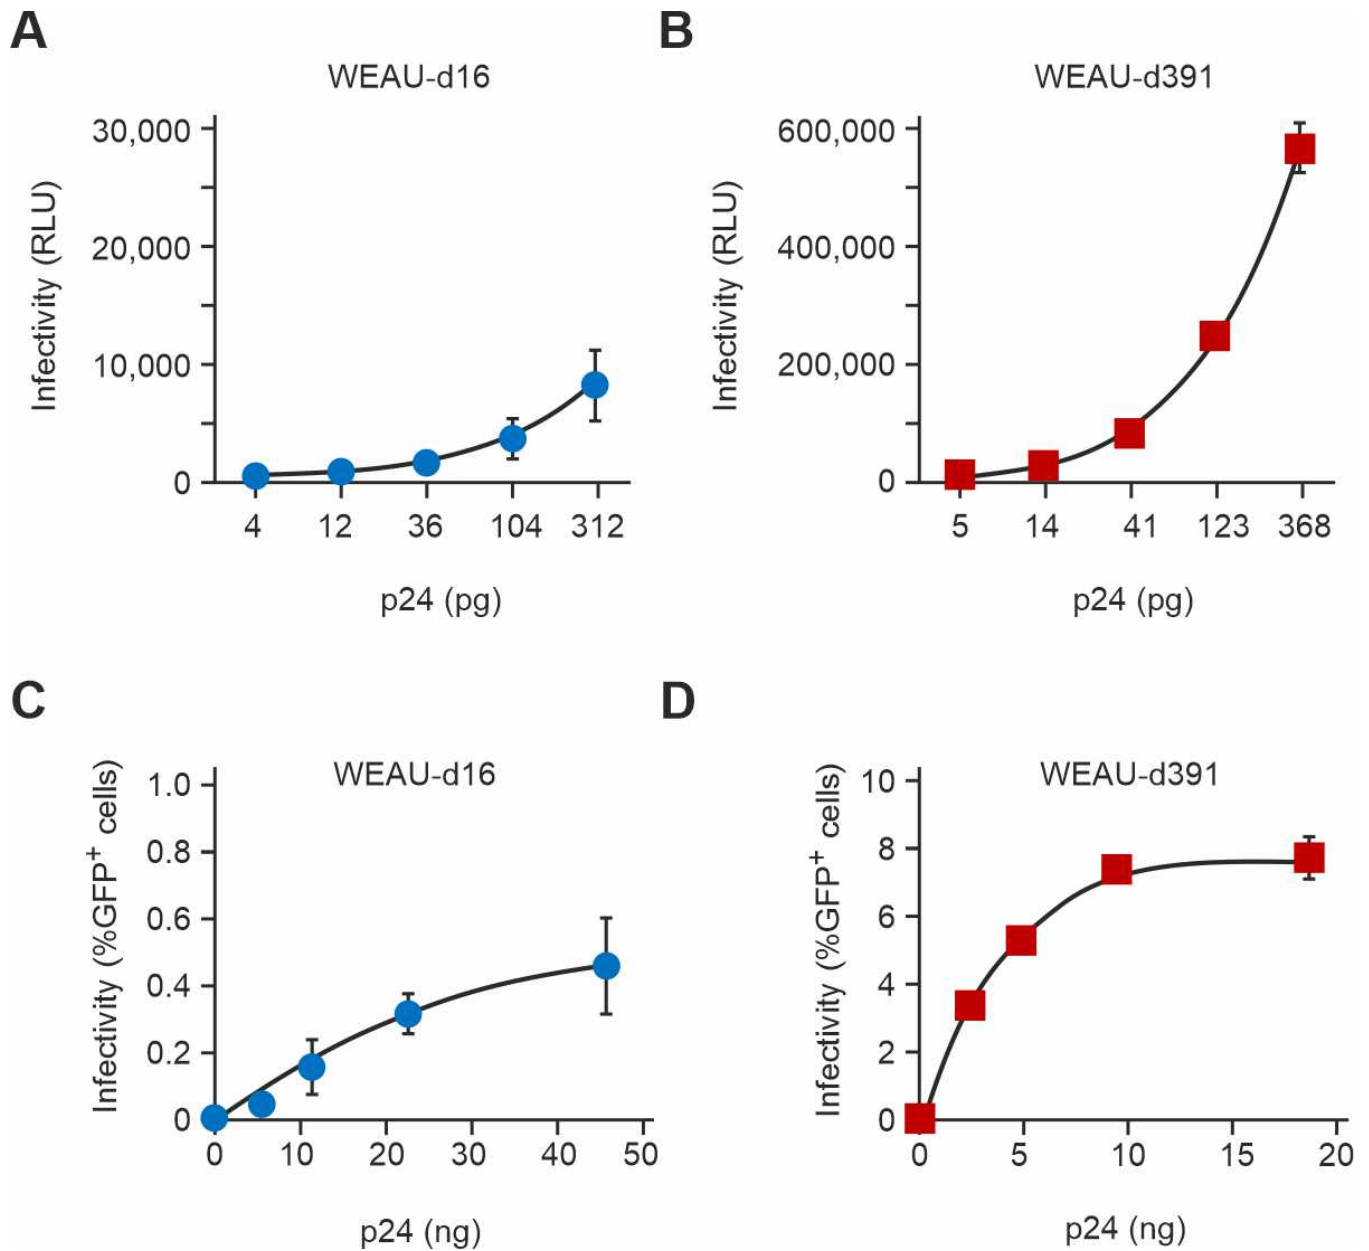 A
WEAU-d16
30,000
20,000
10,000
0
Infectivity (RLU)
4 12 36 104 312
p24 (pg)
B
WEAU-d391
600,000
400,000
200,000
0
Infectivity (RLU)
5 14 41 123 368
p24 (pg)
C
WEAU-d16
1.0
0.8
0.6
0.4
0.2
0
Infectivity (%GFP+ cells)
0 10 20 30 40 50
p24 (ng)
D
WEAU-d391
10
8
6
4
2
0
Infectivity (%GFP+ cells)
0 5 10 15 20
p24 (ng)